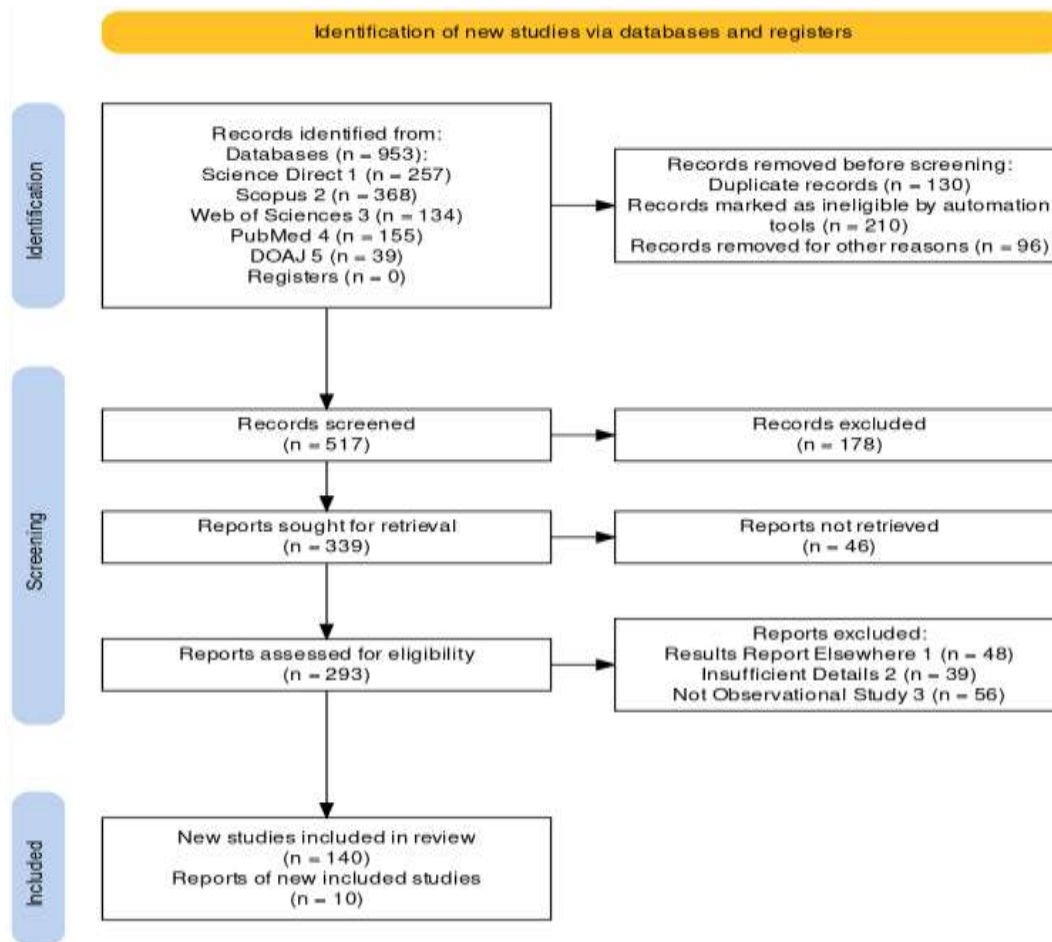 Identification of new studies via databases and registers
Identification
Records identified from:
Databases (n = 953):
Science Direct 1 (n = 257)
Scopus 2 (n = 368)
Web of Sciences 3 (n = 134)
PubMed 4 (n = 155)
DOAJ 5 (n = 39)
Registers (n = 0)
Records removed before screening:
Duplicate records (n = 130)
Records marked as ineligible by automation
tools (n = 210)
Records removed for other reasons (n = 96)
Screening
Records screened
(n = 517)
Records excluded
(n = 178)
Reports sought for retrieval
(n = 339)
Reports not retrieved
(n = 46)
Reports assessed for eligibility
(n = 293)
Reports excluded:
Results Report Elsewhere 1 (n = 48)
Insufficient Details 2 (n = 39)
Not Observational Study 3 (n = 56)
Included
New studies included in review
(n = 140)
Reports of new included studies
(n = 10)